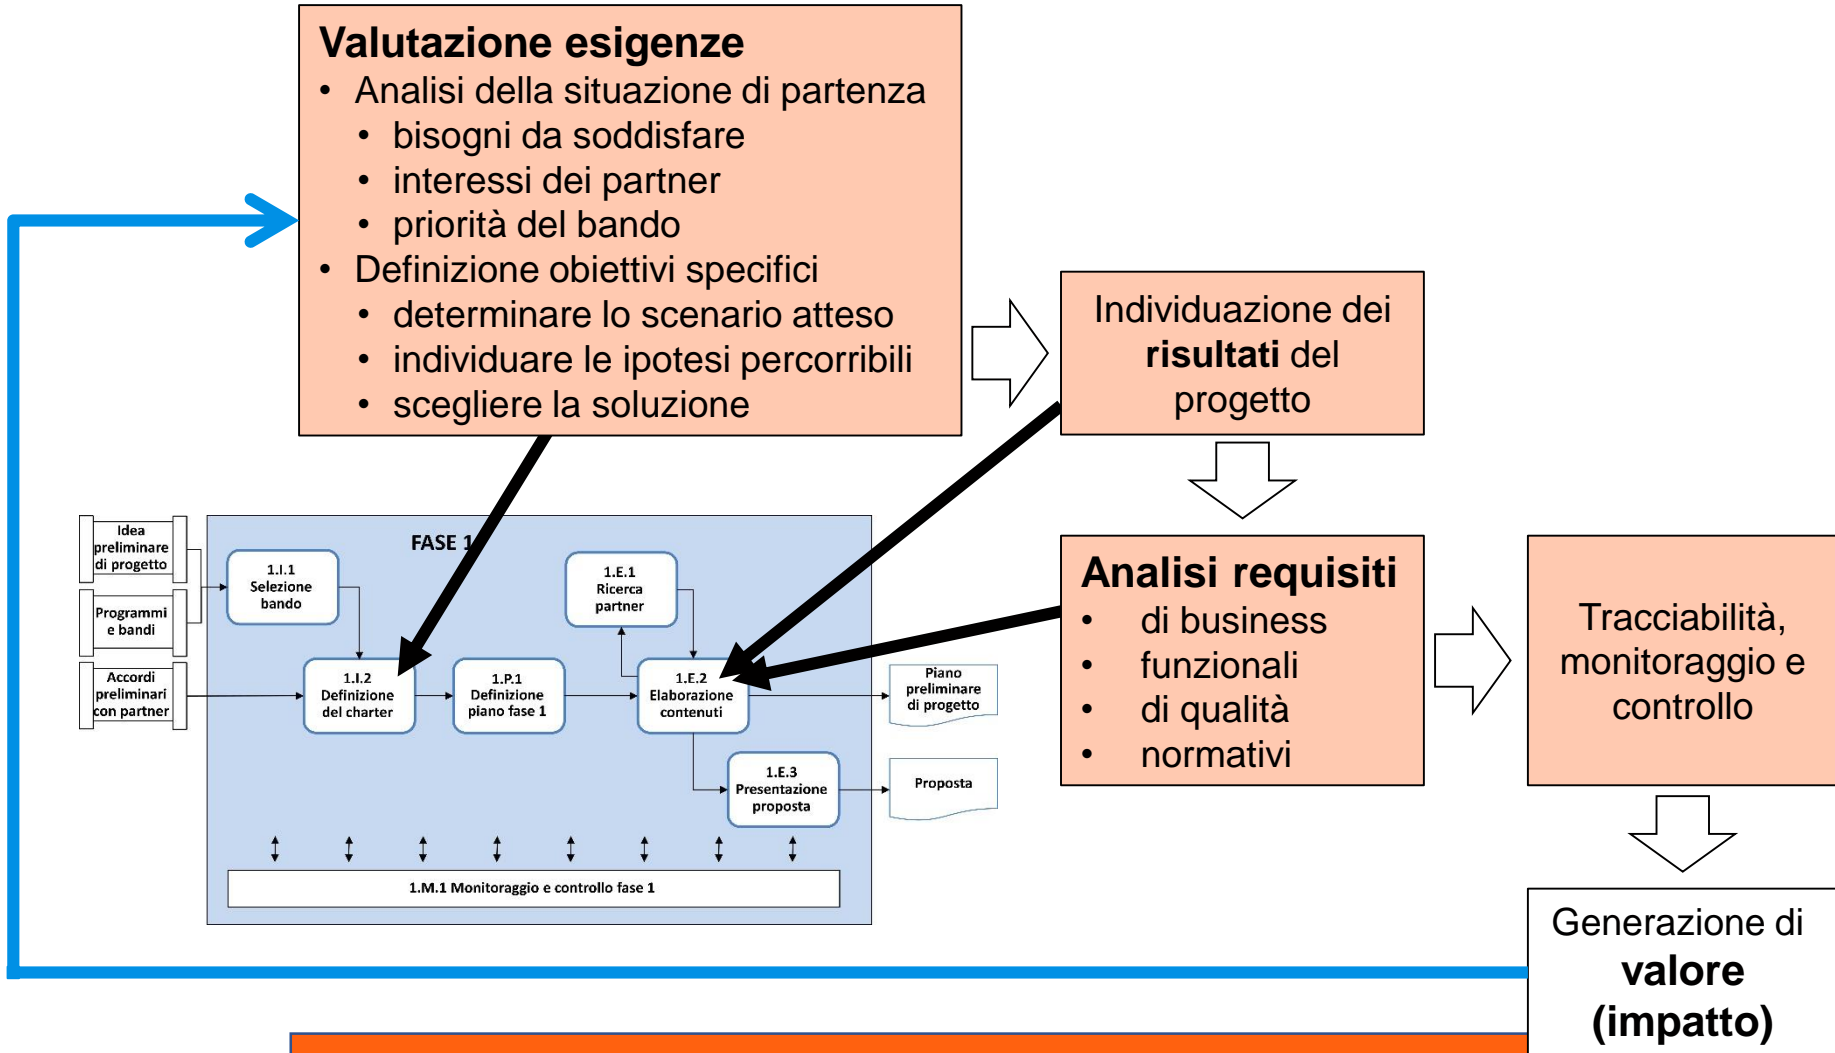 Valutazione esigenze
• Analisi della situazione di partenza
• bisogni da soddisfare
• interessi dei partner
• priorità del bando
• Definizione obiettivi specifici
• determinare lo scenario atteso
• individuare le ipotesi percorribili
• scegliere la soluzione
Individuazione dei
risultati del
progetto
Analisi requisiti
• di business
• funzionali
• di qualità
• normativi
Tracciabilità,
monitoraggio e
controllo
Generazione di
valore
(impatto)
FASE 1
Idea
preliminare
di progetto
Programmi
e bandi
Accordi
preliminari
con partner
1.I.1
Selezione
bando
1.I.2
Definizione
del charter
1.P.1
Definizione
piano fase 1
1.E.1
Ricerca
partner
1.E.2
Elaborazione
contenuti
1.E.3
Presentazione
proposta
Piano
preliminare
di progetto
Proposta
1.M.1 Monitoraggio e controllo fase 1